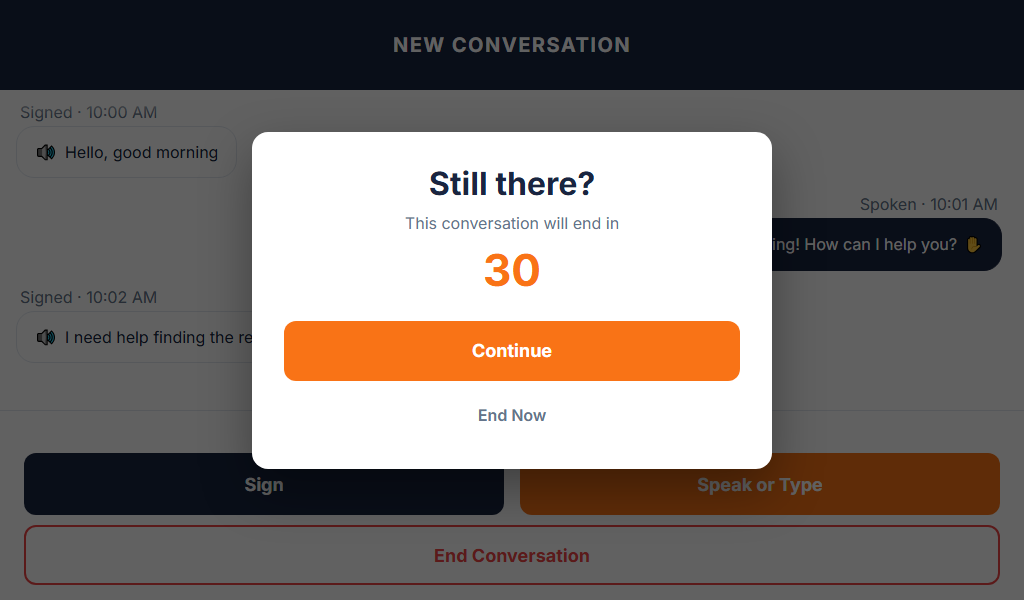 NEW CONVERSATION
Signed · 10:00 AM
Hello, good morning
Spoken · 10:01 AM
How can I help you?
Signed · 10:02 AM
I need help finding the
Still there?
This conversation will end in
30
Continue
End Now
Sign
Speak or Type
End Conversation